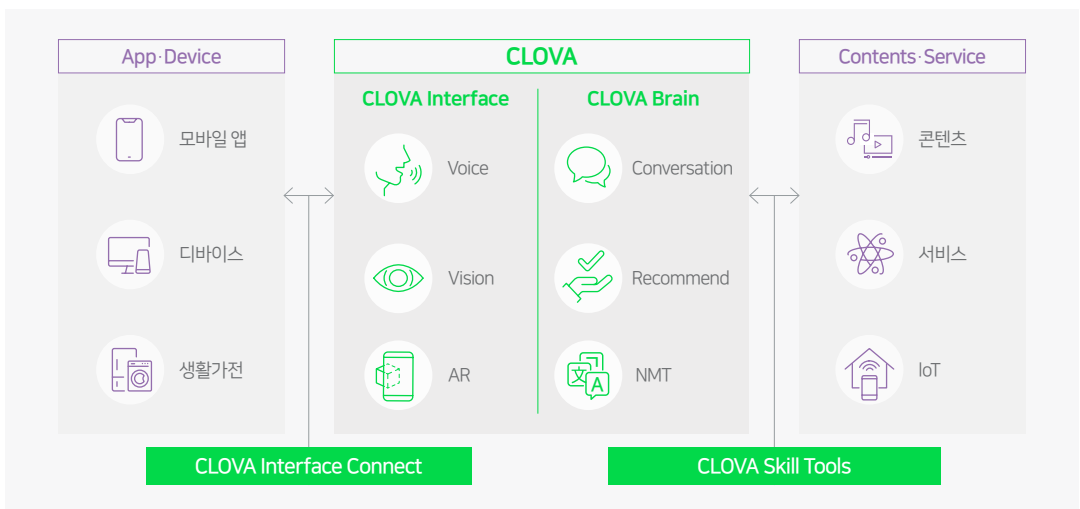 App·Device
모바일 앱
디바이스
생활가전
CLOVA
CLOVA Interface
Voice
Vision
AR
CLOVA Brain
Conversation
Recommend
文
A
NMT
Contents·Service
콘텐츠
서비스
IoT
CLOVA Interface Connect
CLOVA Skill Tools